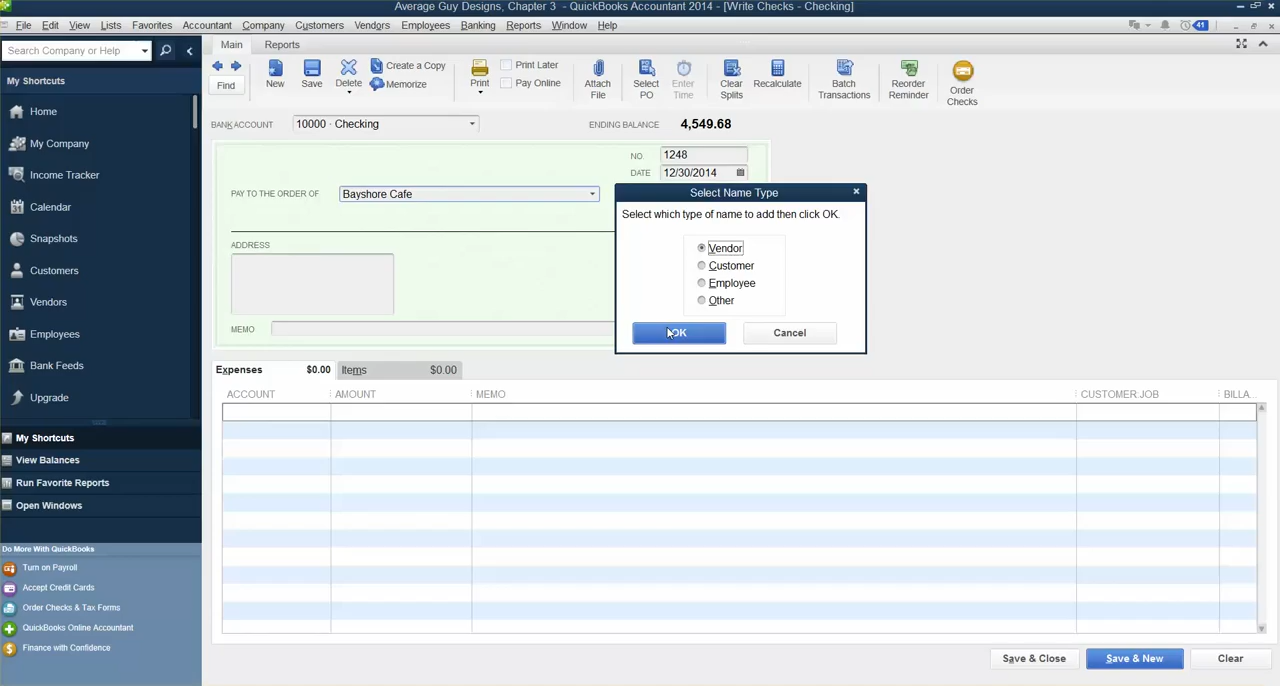 Average Guy Designs, Chapter 3 - QuickBooks Accountant 2014 - [Write Checks - Checking]
File Edit View Lists Favorites Accountant Company Customers Vendors Employees Banking Reports Window Help 41
Search Company or Help
Main Reports
Find New Save Delete Create a Copy Memorize Print Print Later Pay Online Attach File Select PO Enter Time Clear Splits Recalculate Batch Transactions Reorder Reminder Order Checks
My Shortcuts
Home
My Company
Income Tracker
Calendar
Snapshots
Customers
Vendors
Employees
Bank Feeds
Upgrade
My Shortcuts
View Balances
Run Favorite Reports
Open Windows
Do More With QuickBooks
Turn on Payroll
Accept Credit Cards
Order Checks & Tax Forms
QuickBooks Online Accountant
Finance with Confidence
BANK ACCOUNT 10000 · Checking ENDING BALANCE 4,549.68
NO. 1248
DATE 12/30/2014
PAY TO THE ORDER OF Bayshore Cafe
ADDRESS
MEMO
Select Name Type
Select which type of name to add then click OK.
Vendor
Customer
Employee
Other
OK Cancel
Expenses $0.00 Items $0.00
ACCOUNT AMOUNT MEMO CUSTOMER:JOB BILLA...
Save & Close Save & New Clear